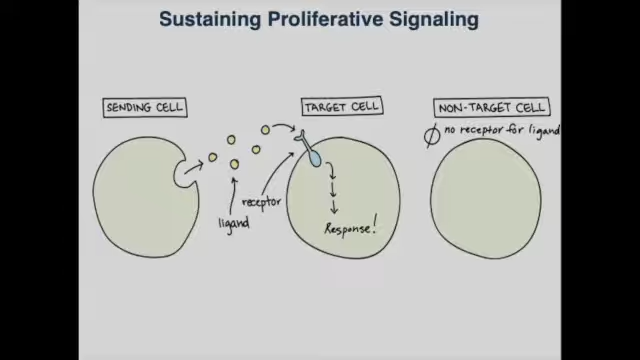 Sustaining Proliferative Signaling
SENDING CELL
TARGET CELL
NON-TARGET CELL
no receptor for ligand
receptor
ligand
Response!